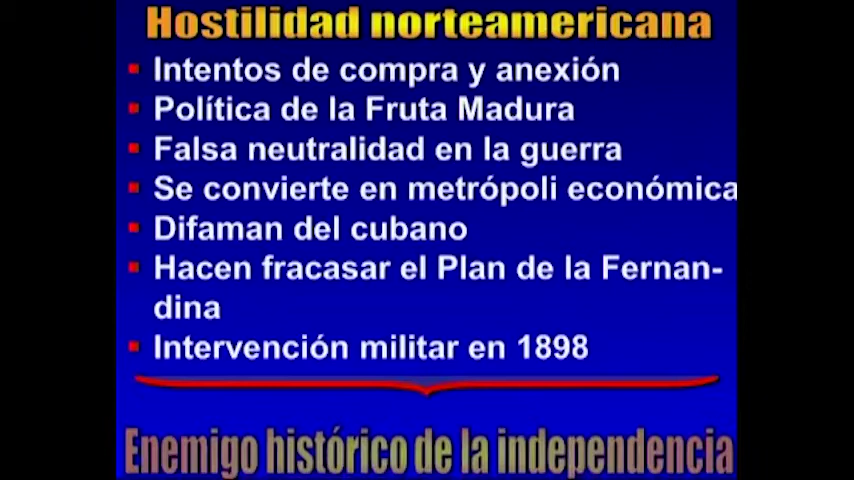 Hostilidad norteamericana
Intentos de compra y anexión
Política de la Fruta Madura
Falsa neutralidad en la guerra
Se convierte en metrópoli económica
Difaman del cubano
Hacen fracasar el Plan de la Fernan-
dina
Intervención militar en 1898
Enemigo histórico de la independencia